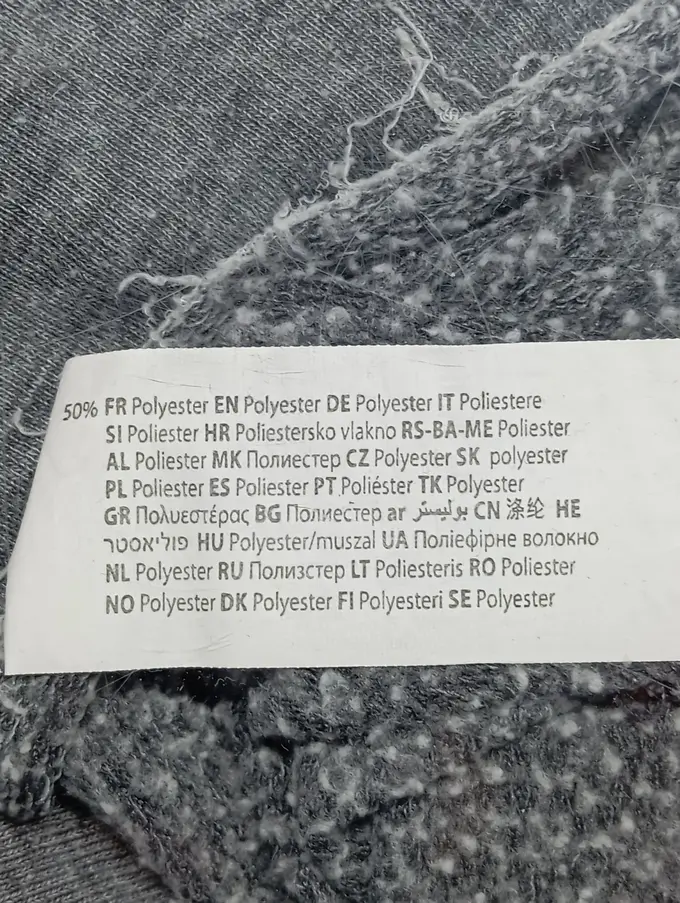 50% FR Polyester EN Polyester DE Polyester IT Poliestere
SI Poliester HR Poliestersko vlakno RS-BA-ME Poliester
AL Poliester MK Полиестер CZ Polyester SK polyester
PL Poliester ES Poliester PT Poliéster TK Polyester
GR Πολυεστέρας BG Полиестер ar بوليستر CN 涤纶 HE
פוליאסטר HU Polyester/muszal UA Поліефірне волокно
NL Polyester RU Полизстер LT Poliesteris RO Poliester
NO Polyester DK Polyester FI Polyesteri SE Polyester